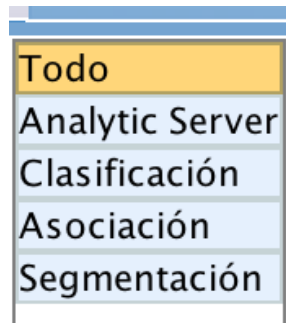 Todo
Analytic Server
Clasificación
Asociación
Segmentación